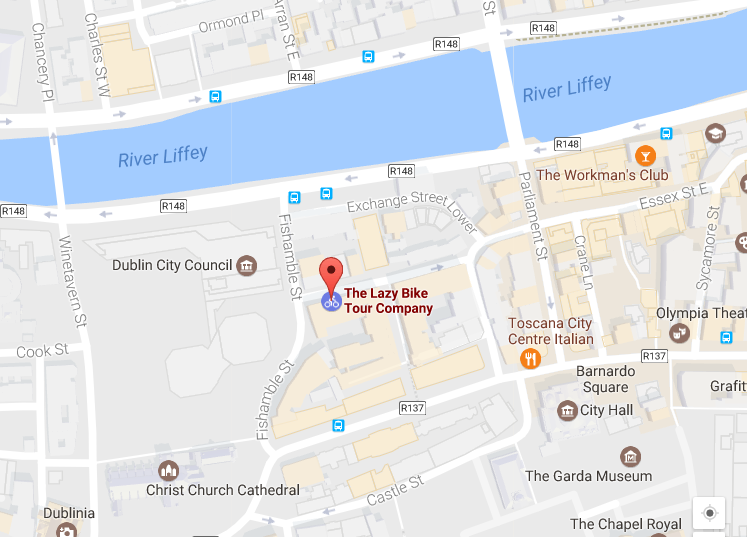 Ormond Pl
Arran St E
St
R148
Chancery Pl
Charles St W
R148
R148
River Liffey
River Liffey
R148
The Workman's Club
R148
R148
R148
Exchange Street Lower
Parliament St
Essex St E
Fishamble St
Winetavern St
Crane Ln
Sycamore St
Dublin City Council
The Lazy Bike
Tour Company
Olympia Theat
Toscana City
Centre Italian
Cook St
R137
Barnardo
Square
Grafit
Fishamble St
R137
City Hall
The Garda Museum
Christ Church Cathedral
Castle St
Dublinia
The Chapel Royal